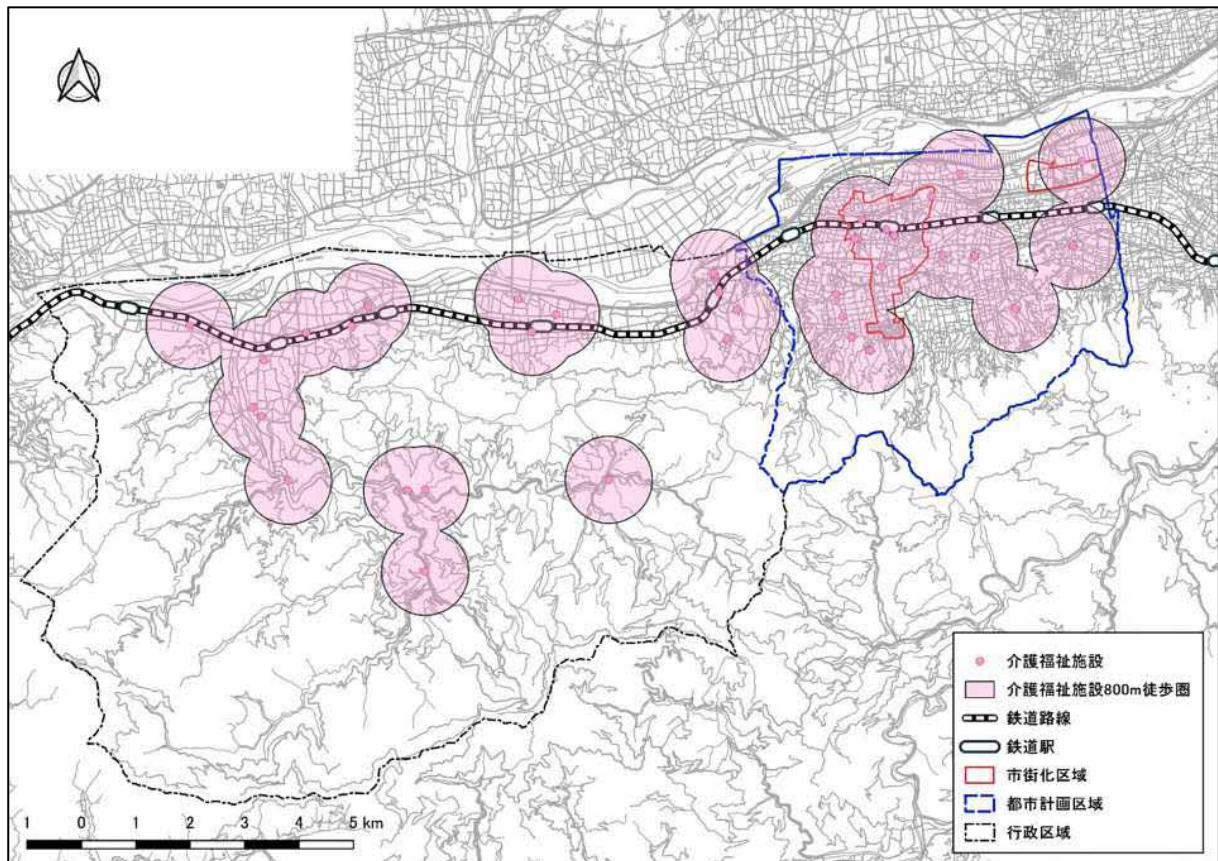 介護福祉施設
介護福祉施設800m徒歩圏
鉄道路線
鉄道駅
市街化区域
都市計画区域
行政区域
1 0 1 2 3 4 5 km